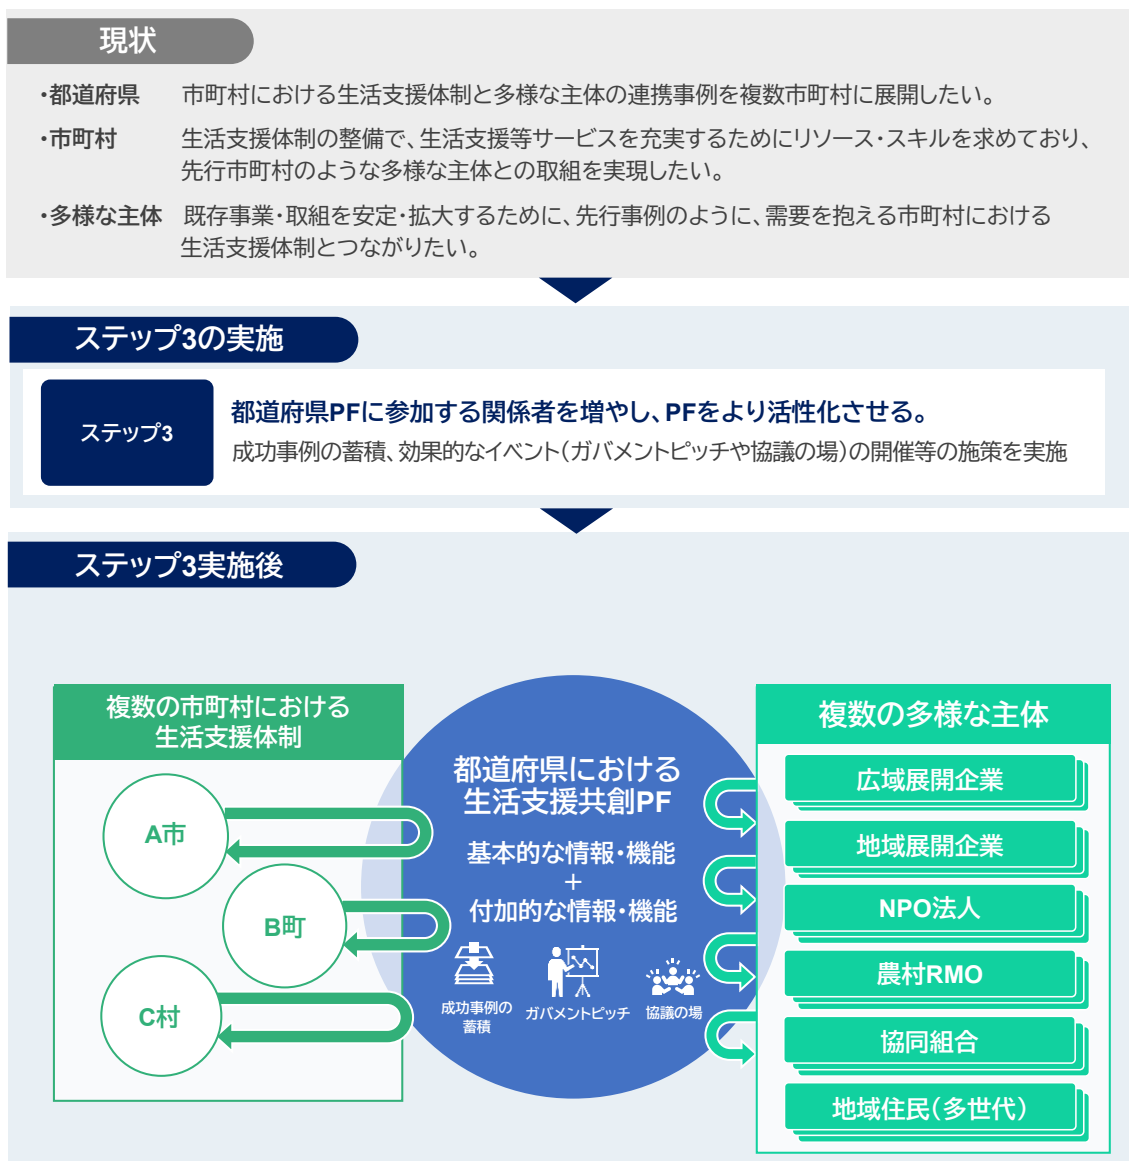 現状
・都道府県 市町村における生活支援体制と多様な主体の連携事例を複数市町村に展開したい。
・市町村 生活支援体制の整備で、生活支援等サービスを充実するためにリソース・スキルを求めており、
先行市町村のような多様な主体との取組を実現したい。
・多様な主体 既存事業・取組を安定・拡大するために、先行事例のように、需要を抱える市町村における
生活支援体制とつながりたい。
ステップ3の実施
ステップ3
都道府県PFに参加する関係者を増やし、PFをより活性化させる。
成功事例の蓄積、効果的なイベント（ガバメントピッチや協議の場）の開催等の施策を実施
ステップ3実施後
複数の市町村における
生活支援体制
A市
B町
C村
都道府県における
生活支援共創PF
基本的な情報・機能
+
付加的な情報・機能
成功事例の
蓄積
ガバメントピッチ
協議の場
複数の多様な主体
広域展開企業
地域展開企業
NPO法人
農村RMO
協同組合
地域住民（多世代）